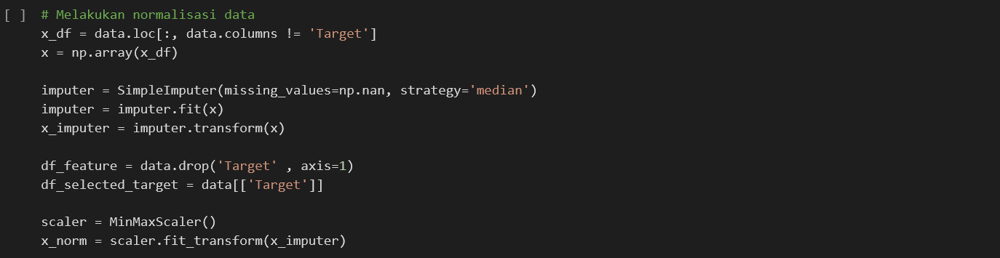 [ ] # Melakukan normalisasi data
x_df = data.loc[:, data.columns != 'Target']
x = np.array(x_df)
imputer = SimpleImputer(missing_values=np.nan, strategy='median')
imputer = imputer.fit(x)
x_imputer = imputer.transform(x)
df_feature = data.drop('Target' , axis=1)
df_selected_target = data[['Target']]
scaler = MinMaxScaler()
x_norm = scaler.fit_transform(x_imputer)